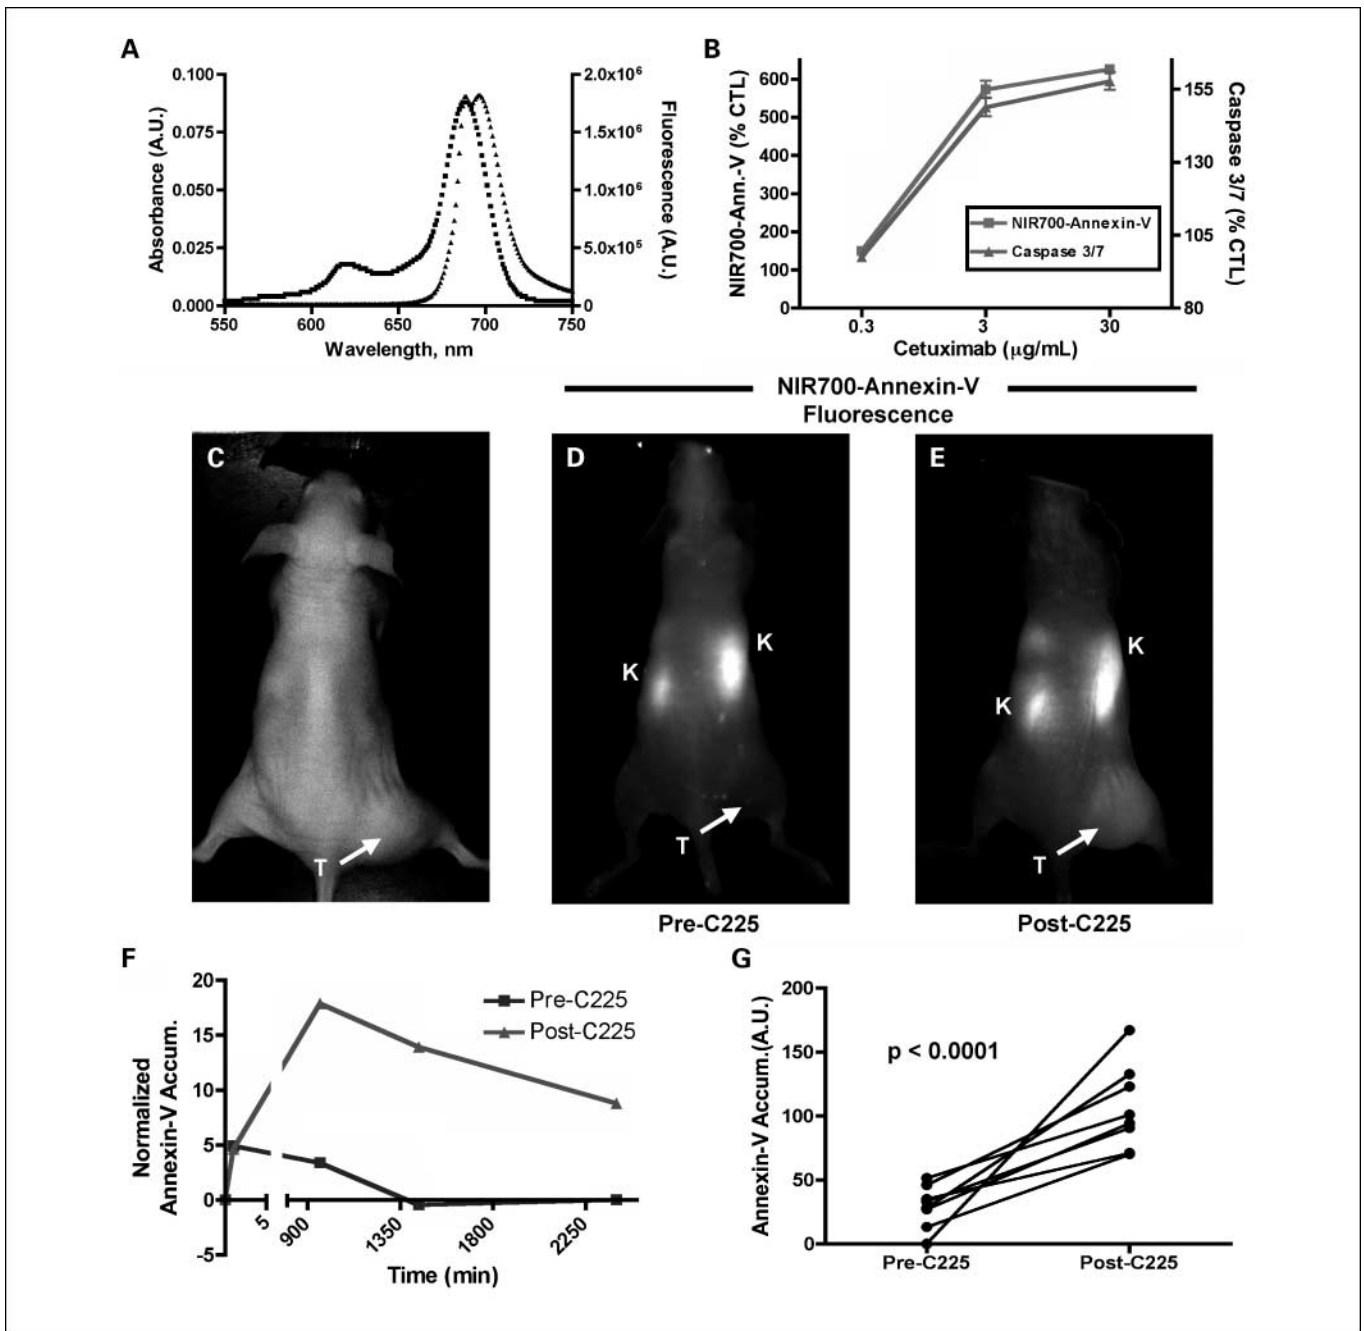 A
Absorbance (A.U.)
0.100
0.075
0.050
0.025
0.000
2.0x10⁶
1.5x10⁶
1.0x10⁶
5.0x10⁵
0
Fluorescence (A.U.)
550
600
650
700
750
Wavelength, nm
B
NIR700-Ann.-V (% CTL)
600
500
400
300
200
100
0
155
130
105
80
Caspase 3/7 (% CTL)
NIR700-Annexin-V
Caspase 3/7
0.3
3
30
Cetuximab (μg/mL)
NIR700-Annexin-V
Fluorescence
C
T
D
K
K
T
Pre-C225
E
K
K
T
Post-C225
F
Normalized
Annexin-V Accum.
20
15
10
5
0
-5
Pre-C225
Post-C225
5
900
1350
1800
2250
Time (min)
G
Annexin-V Accum.(A.U.)
200
150
100
50
0
p < 0.0001
Pre-C225
Post-C225